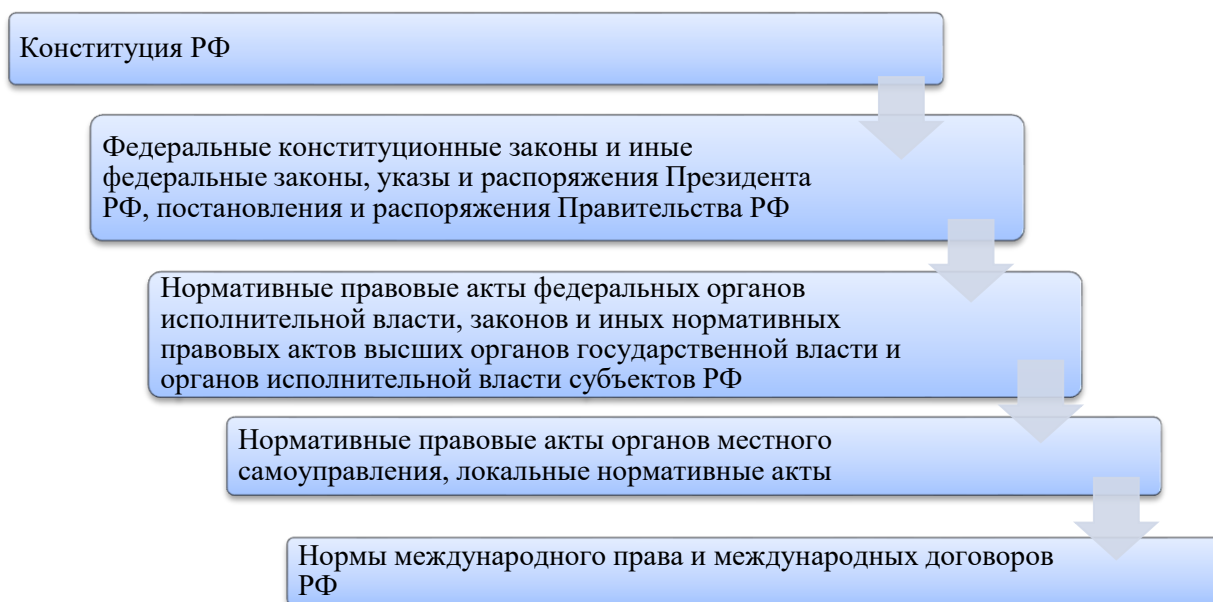 Конституция РФ
Федеральные конституционные законы и иные
федеральные законы, указы и распоряжения Президента
РФ, постановления и распоряжения Правительства РФ
Нормативные правовые акты федеральных органов
исполнительной власти, законов и иных нормативных
правовых актов высших органов государственной власти и
органов исполнительной власти субъектов РФ
Нормативные правовые акты органов местного
самоуправления, локальные нормативные акты
Нормы международного права и международных договоров
РФ